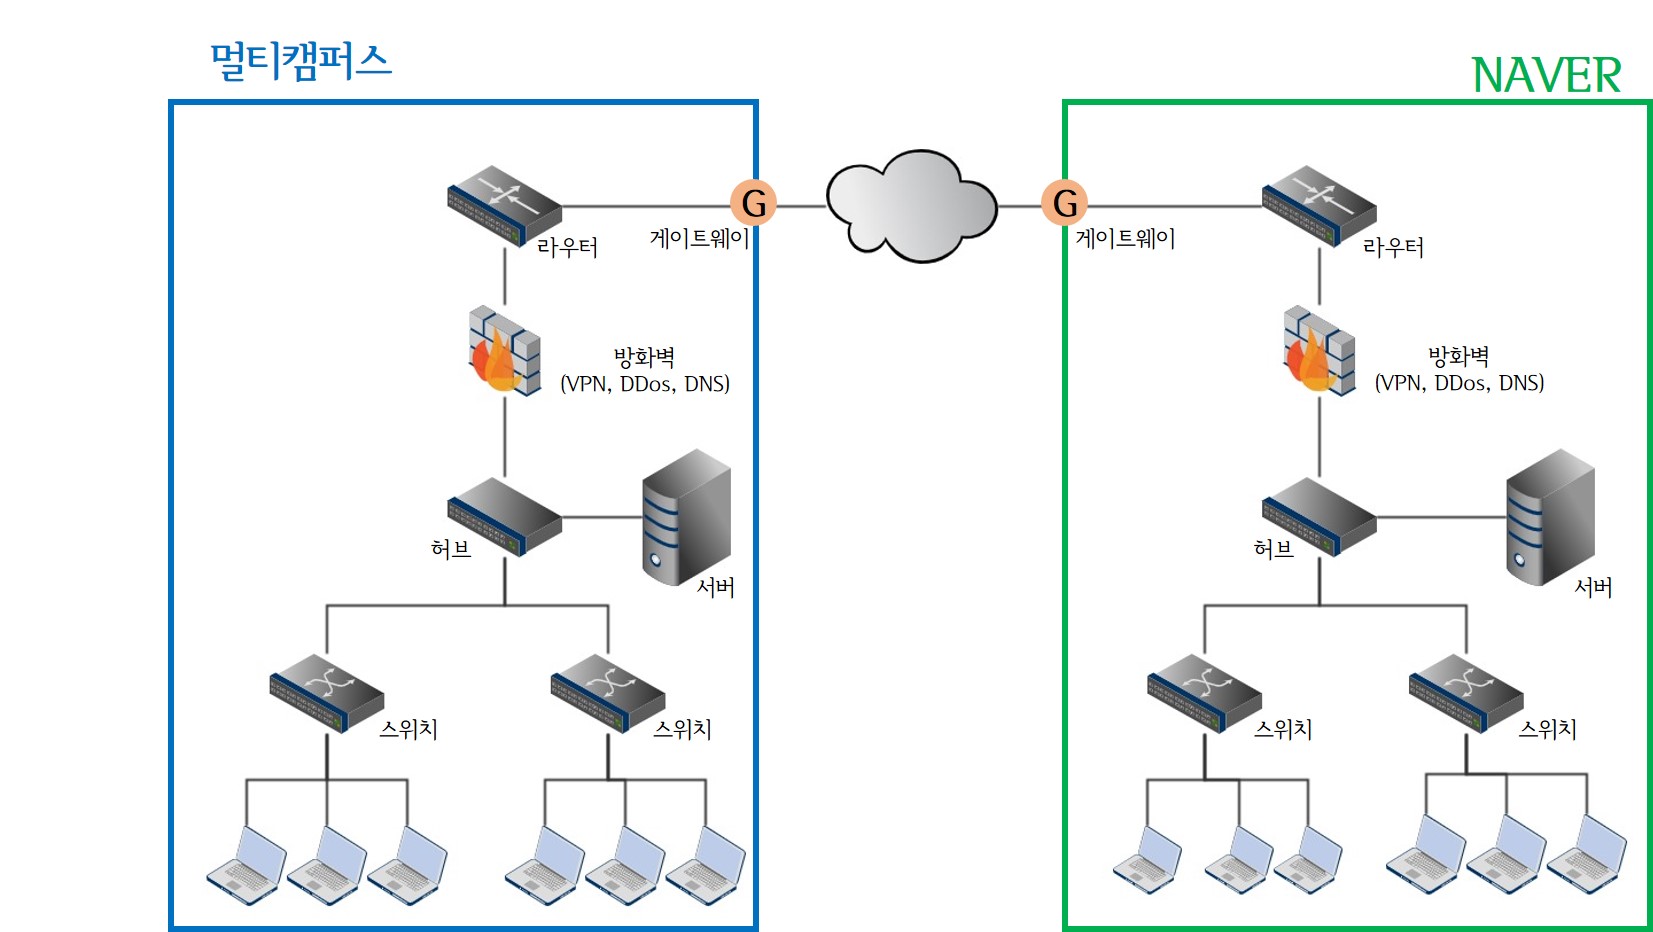 멀티캠퍼스
NAVER
G
G
라우터
게이트웨이
게이트웨이
라우터
방화벽
(VPN, DDos, DNS)
방화벽
(VPN, DDos, DNS)
허브
서버
허브
서버
스위치
스위치
스위치
스위치